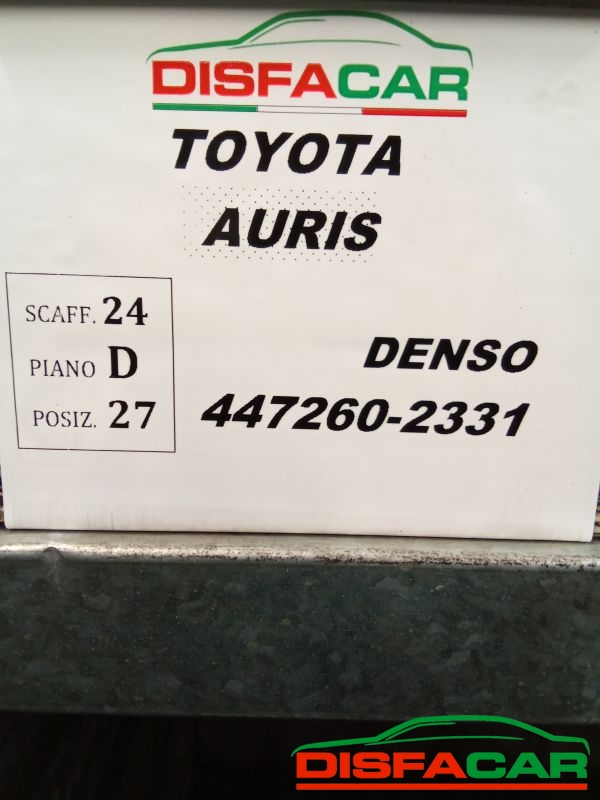 DISFACAR
TOYOTA
AURIS
SCAFF. 24
PIANO D
POSIZ. 27
DENSO
447260-2331
DISFACAR